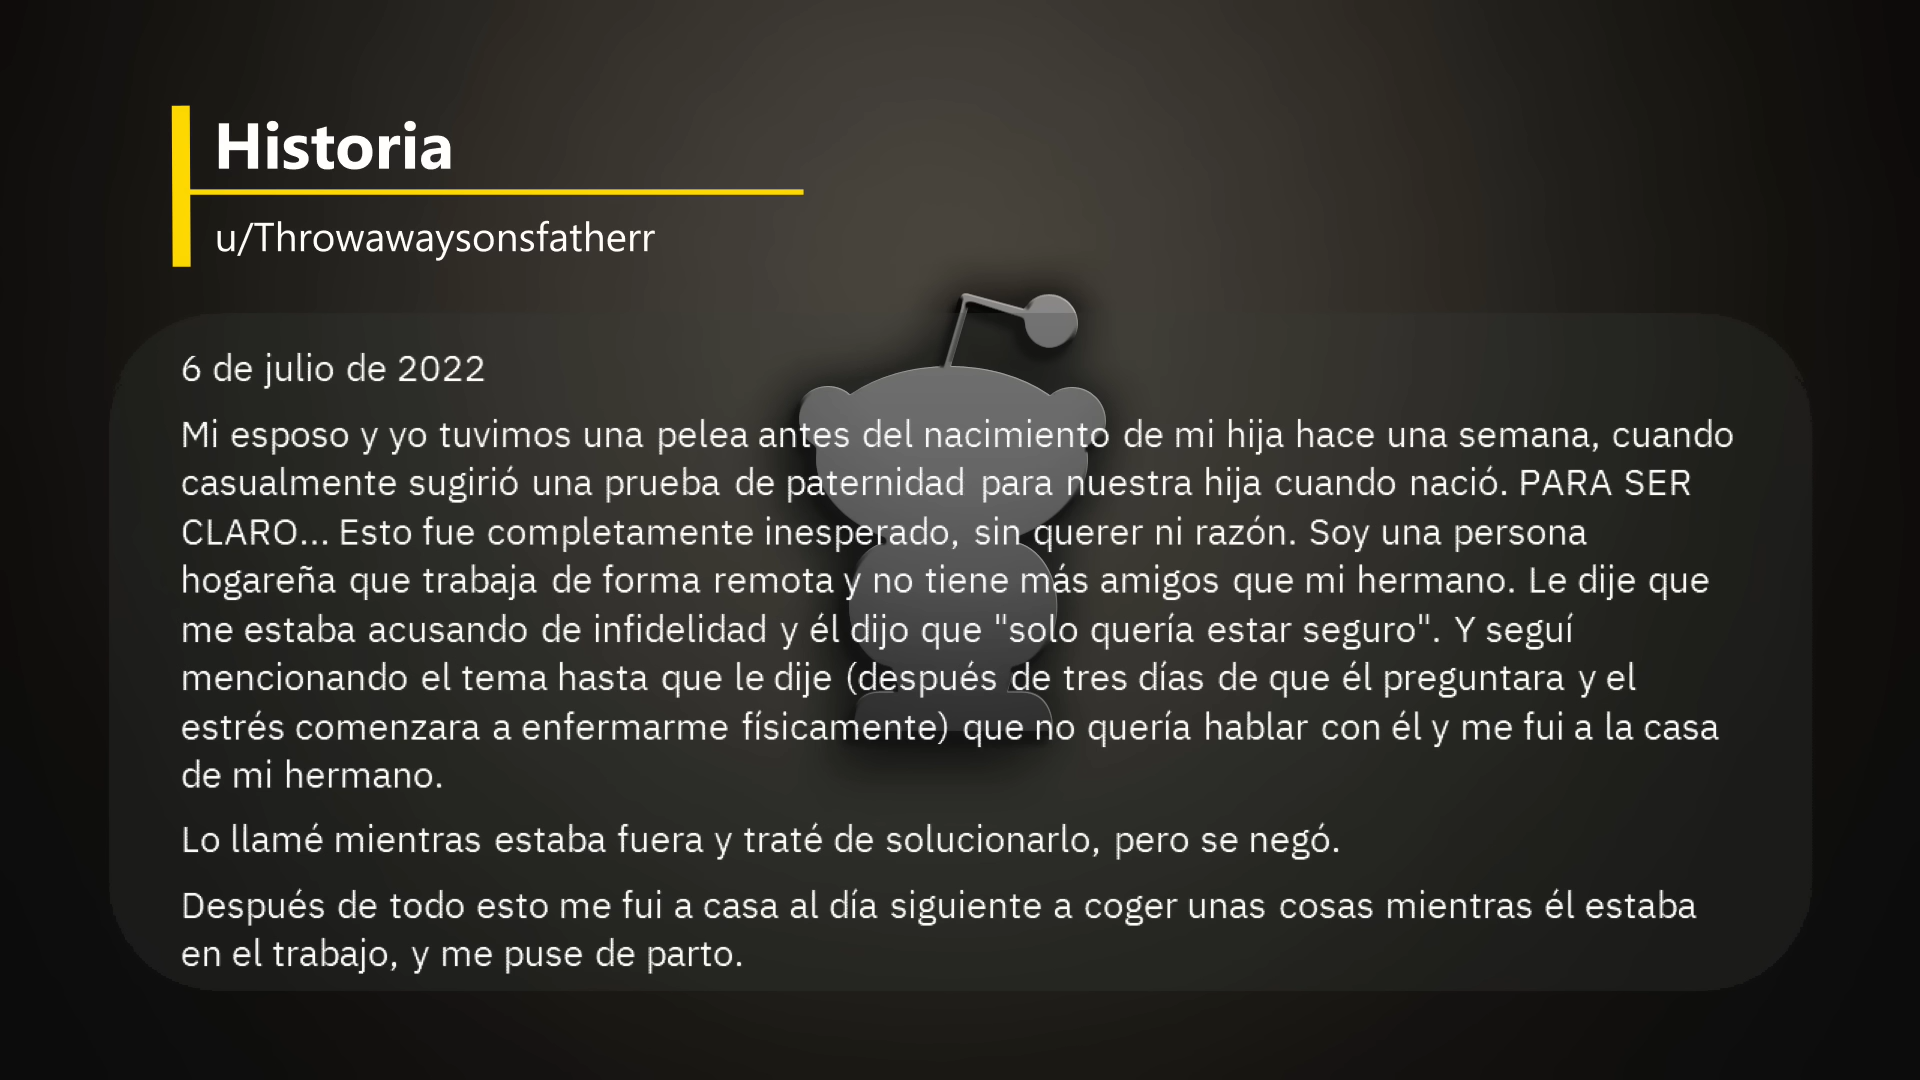 Historia
u/Throwawaysonsfatherr
6 de julio de 2022
Mi esposo y yo tuvimos una pelea antes del nacimiento de mi hija hace una semana, cuando
casualmente sugirió una prueba de paternidad para nuestra hija cuando nació. PARA SER
CLARO... Esto fue completamente inesperado, sin querer ni razón. Soy una persona
hogareña que trabaja de forma remota y no tiene más amigos que mi hermano. Le dije que
me estaba acusando de infidelidad y él dijo que "solo quería estar seguro". Y seguí
mencionando el tema hasta que le dije (después de tres días de que él preguntara y el
estrés comenzara a enfermarme físicamente) que no quería hablar con él y me fui a la casa
de mi hermano.
Lo llamé mientras estaba fuera y traté de solucionarlo, pero se negó.
Después de todo esto me fui a casa al día siguiente a coger unas cosas mientras él estaba
en el trabajo, y me puse de parto.